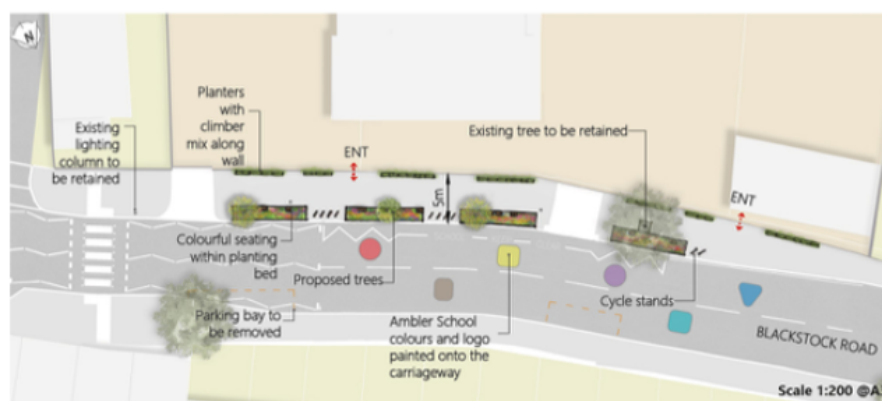 N
Planters
with
climber
mix along
wall
Existing
lighting
column to
be retained
ENT
Existing tree to be retained
5m
ENT
Colourful seating
within planting
bed
Proposed trees
Cycle stands
Parking bay to
be removed
Ambler School
colours and logo
painted onto the
carriageway
BLACKSTOCK ROAD
Scale 1:200 @A